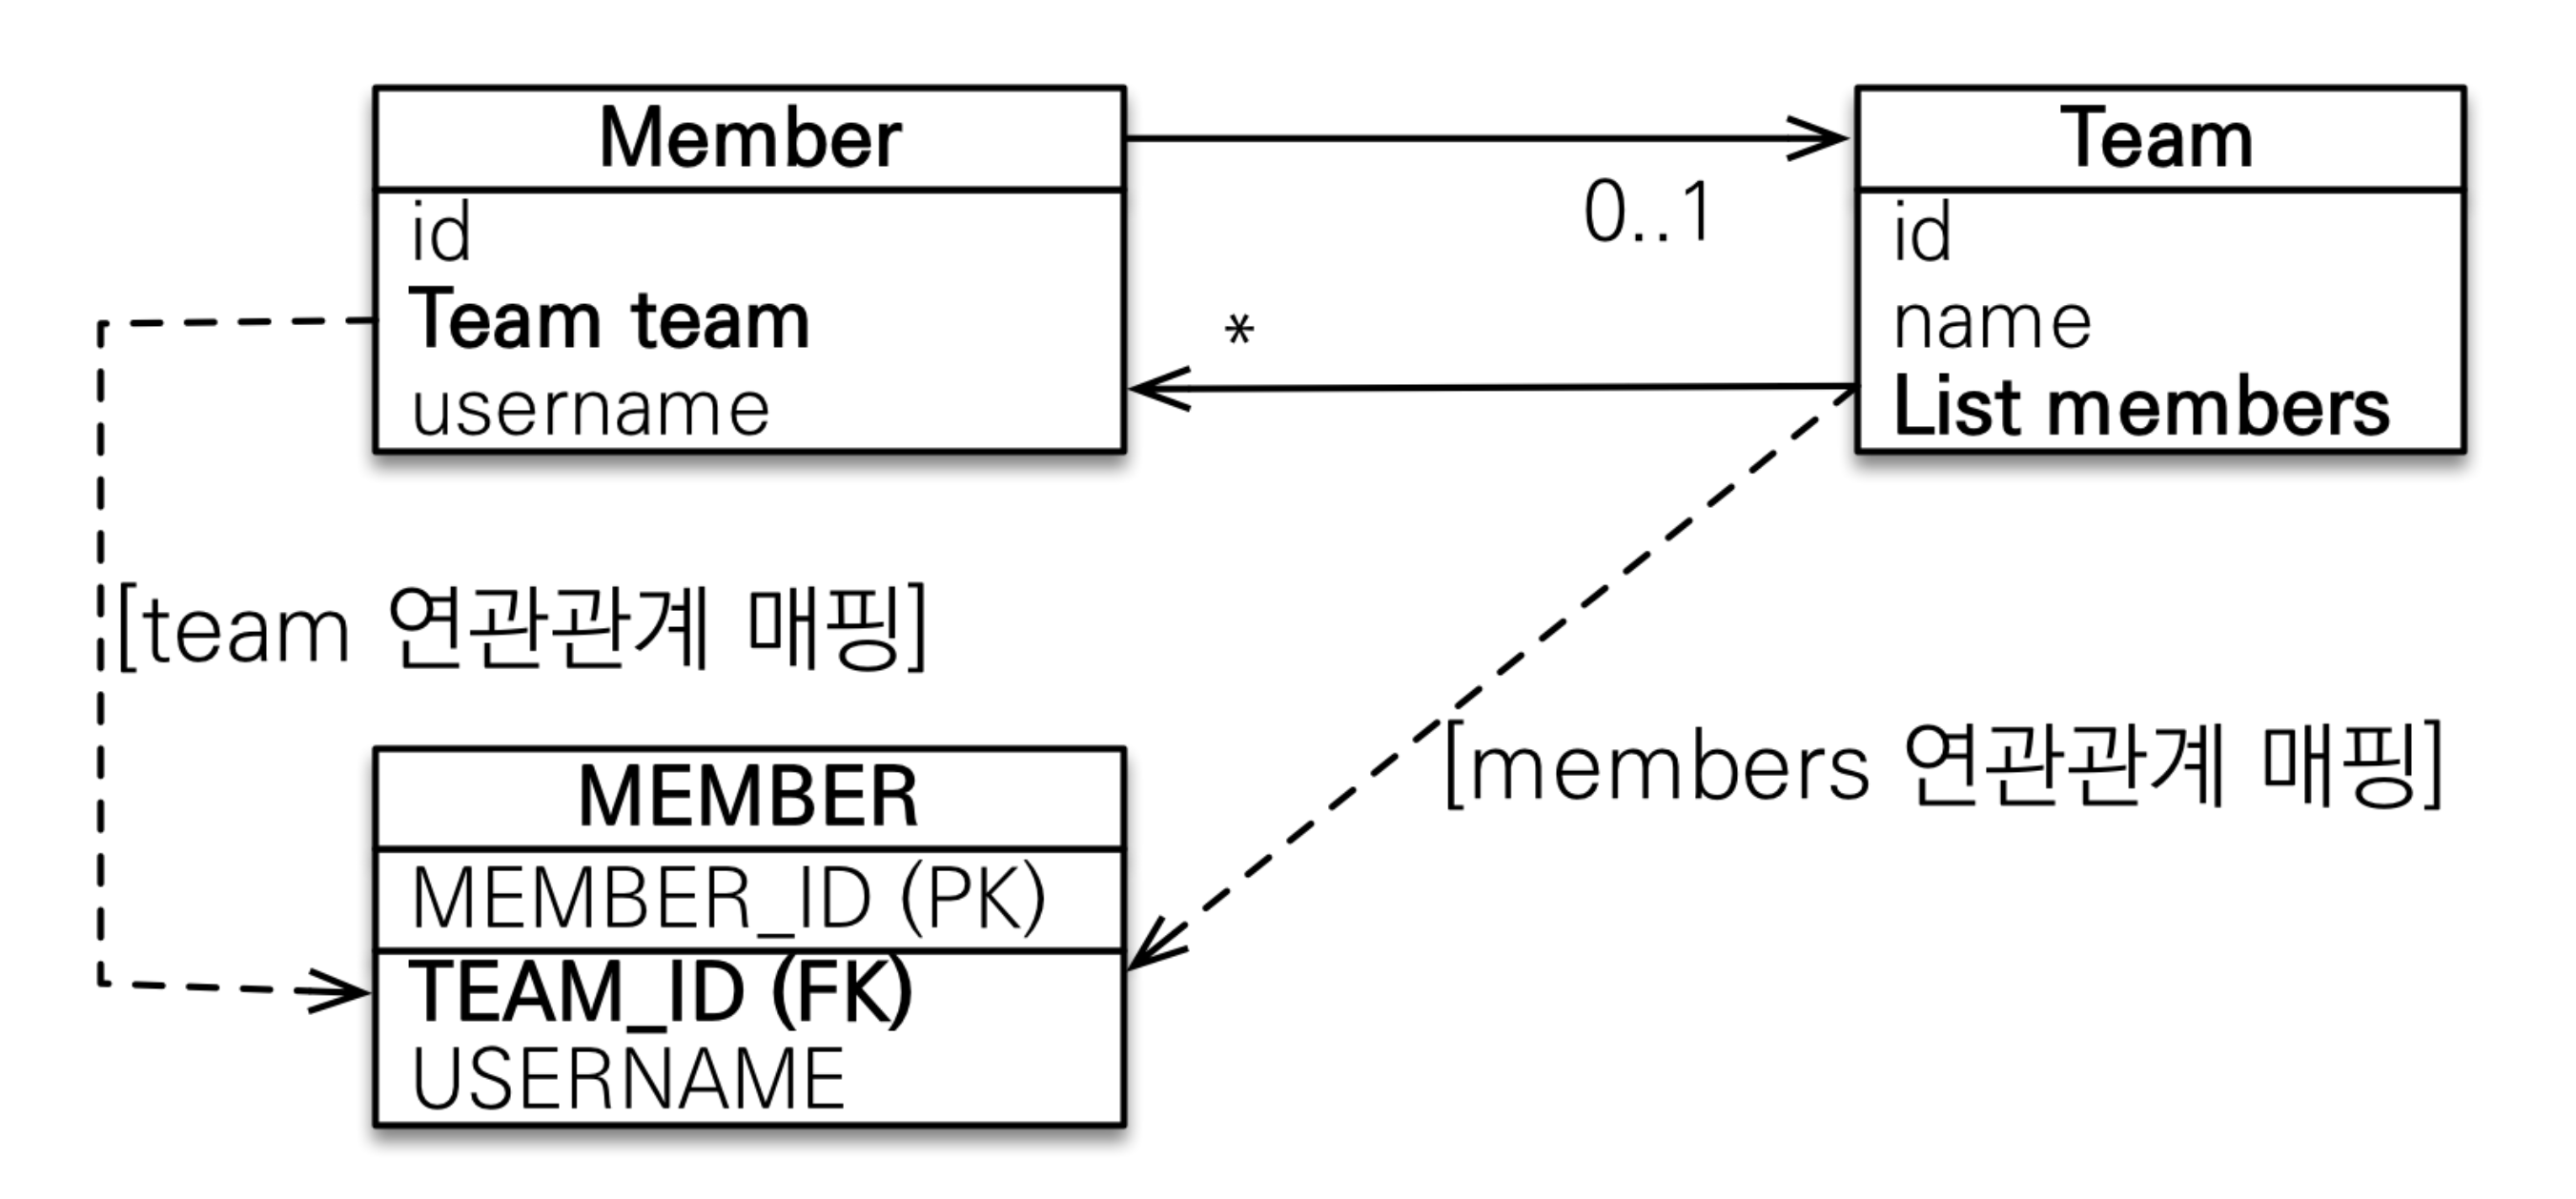 Member
id
Team team
username
0..1
*
Team
id
name
List members
[team 연관관계 매핑]
[members 연관관계 매핑]
MEMBER
MEMBER_ID (PK)
TEAM_ID (FK)
USERNAME